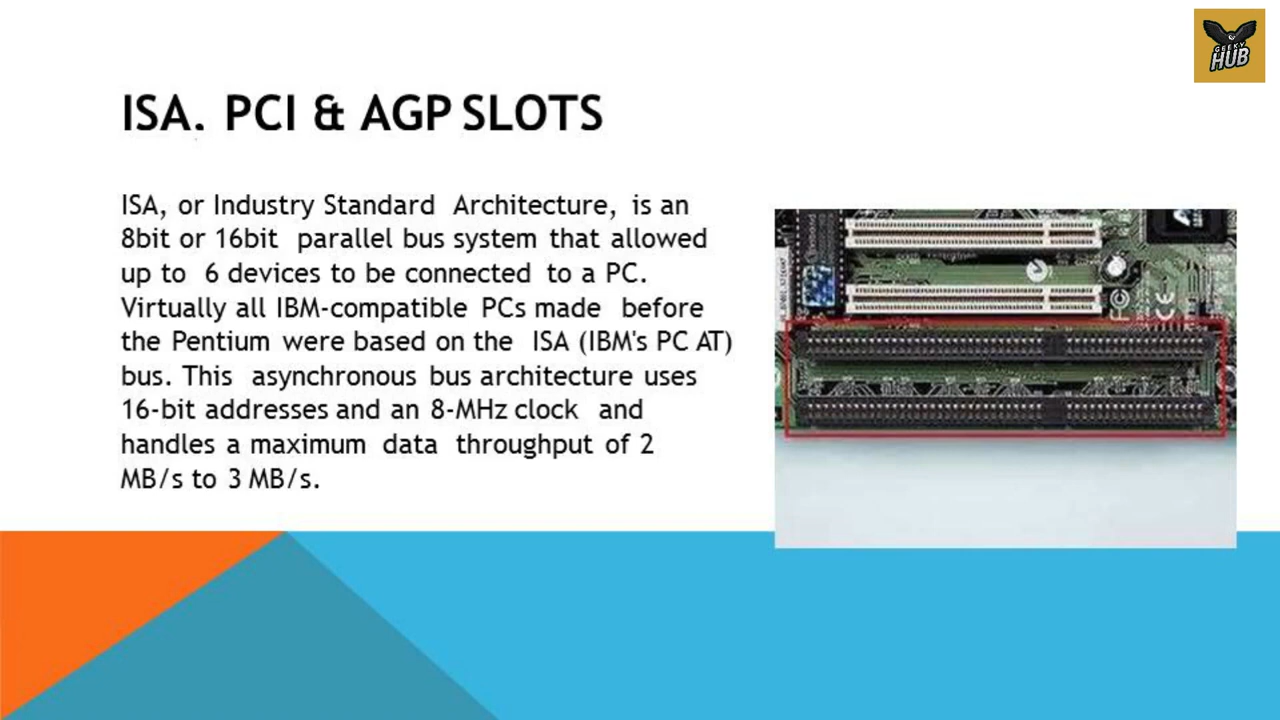 GEEKY
HUB
ISA. PCI & AGP SLOTS
ISA, or Industry Standard Architecture, is an
8bit or 16bit parallel bus system that allowed
up to 6 devices to be connected to a PC.
Virtually all IBM-compatible PCs made before
the Pentium were based on the ISA (IBM's PC AT)
bus. This asynchronous bus architecture uses
16-bit addresses and an 8-MHz clock and
handles a maximum data throughput of 2
MB/s to 3 MB/s.
FC CE